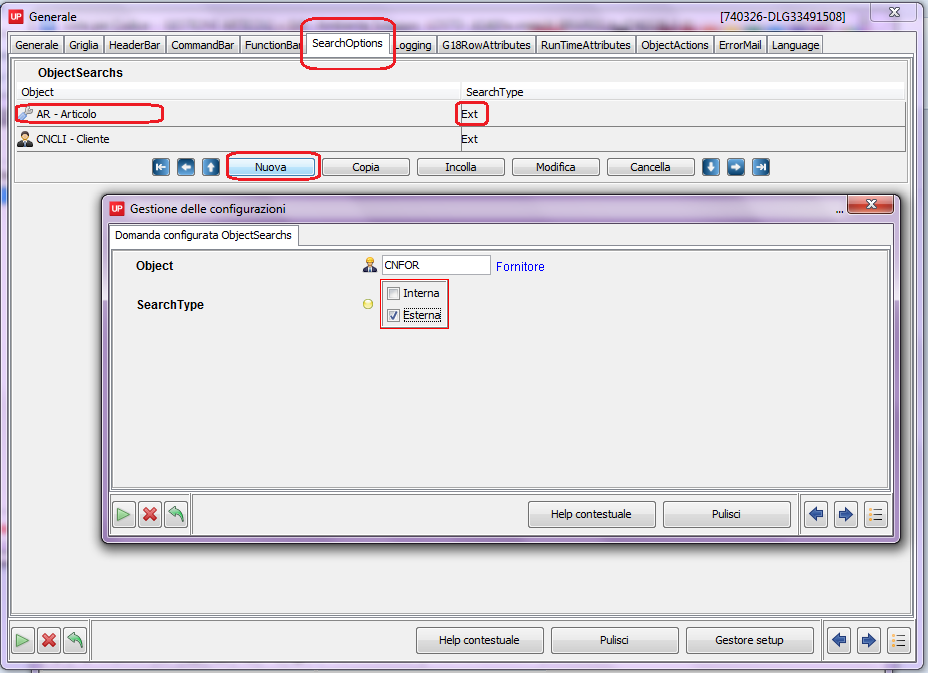 UP Generale [740326-DLG33491508]
Generale Griglia HeaderBar CommandBar FunctionBar SearchOptions Logging G18RowAttributes RunTimeAttributes ObjectActions ErrorMail Language
ObjectSearchs
Object SearchType
AR - Articolo Ext
CNCLI - Cliente Ext
Nuova Copia Incolla Modifica Cancella
UP Gestione delle configurazioni ...
Domanda configurata ObjectSearchs
Object CNFOR Fornitore
SearchType Interna
Esterna
Help contestuale Pulisci
Help contestuale Pulisci Gestore setup